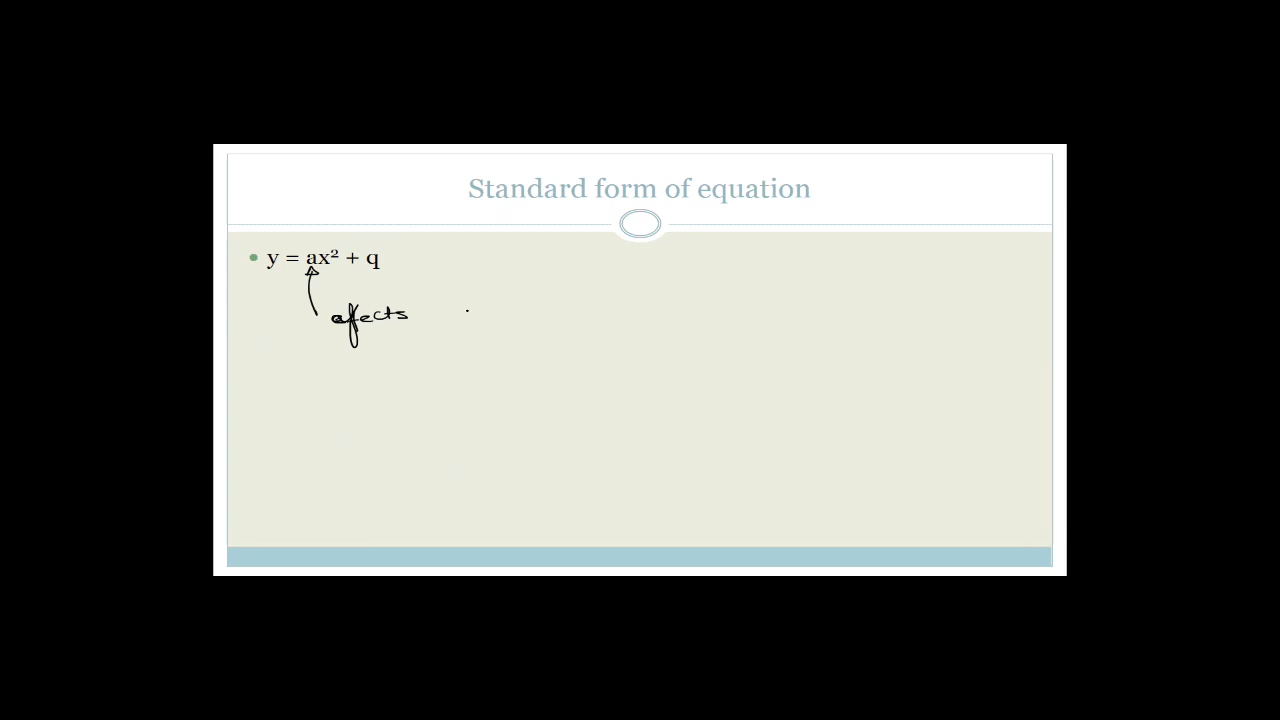 Standard form of equation
y = ax² + q
afects